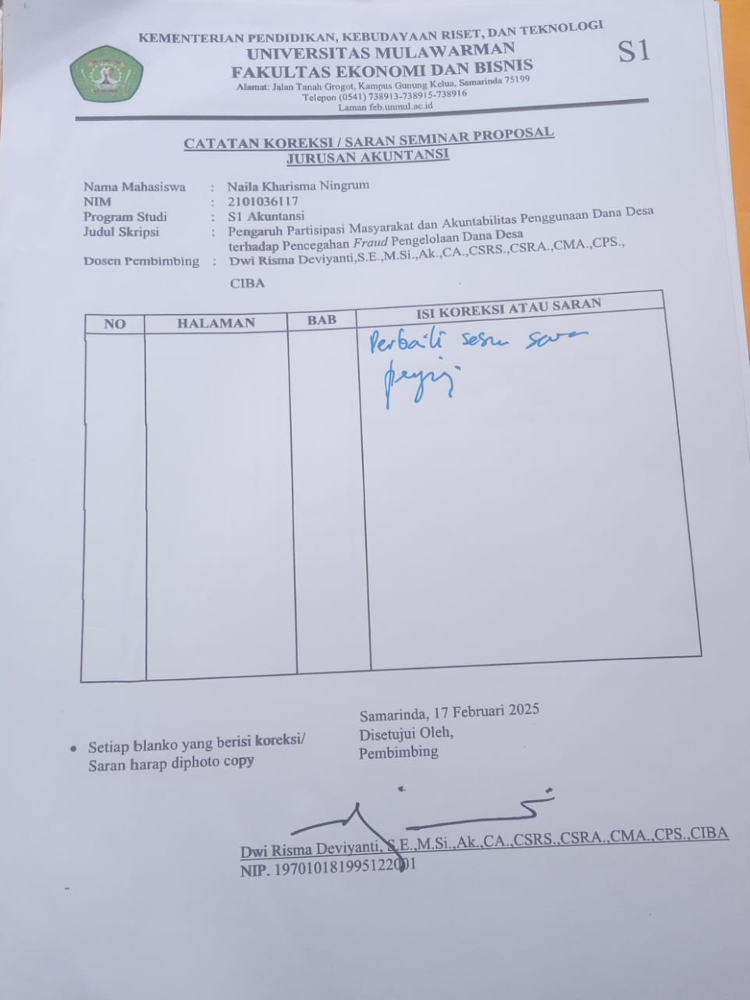 KEMENTERIAN PENDIDIKAN, KEBUDAYAAN RISET, DAN TEKNOLOGI
UNIVERSITAS MULAWARMAN
FAKULTAS EKONOMI DAN BISNIS
S1
Alamat: Jalan Tanah Grogot, Kampus Gunung Kelua, Samarinda 75199
Telepon (0541) 738913-738915-738916
Laman feb.unmul.ac.id
CATATAN KOREKSI / SARAN SEMINAR PROPOSAL
JURUSAN AKUNTANSI
Nama Mahasiswa : Naila Kharisma Ningrum
NIM : 2101036117
Program Studi : S1 Akuntansi
Judul Skripsi : Pengaruh Partisipasi Masyarakat dan Akuntabilitas Penggunaan Dana Desa
terhadap Pencegahan Fraud Pengelolaan Dana Desa
Dosen Pembimbing : Dwi Risma Deviyanti,S.E.,M.Si.,Ak.,CA.,CSRS.,CSRA.,CMA.,CPS.,
CIBA
NO HALAMAN BAB ISI KOREKSI ATAU SARAN
Perbaiki sesuai saran
Samarinda, 17 Februari 2025
Disetujui Oleh,
Pembimbing
• Setiap blanko yang berisi koreksi/
Saran harap diphoto copy
Dwi Risma Deviyanti, S.E.,M.Si.,Ak.,CA.,CSRS.,CSRA.,CMA.,CPS.,CIBA
NIP. 197010181995122001